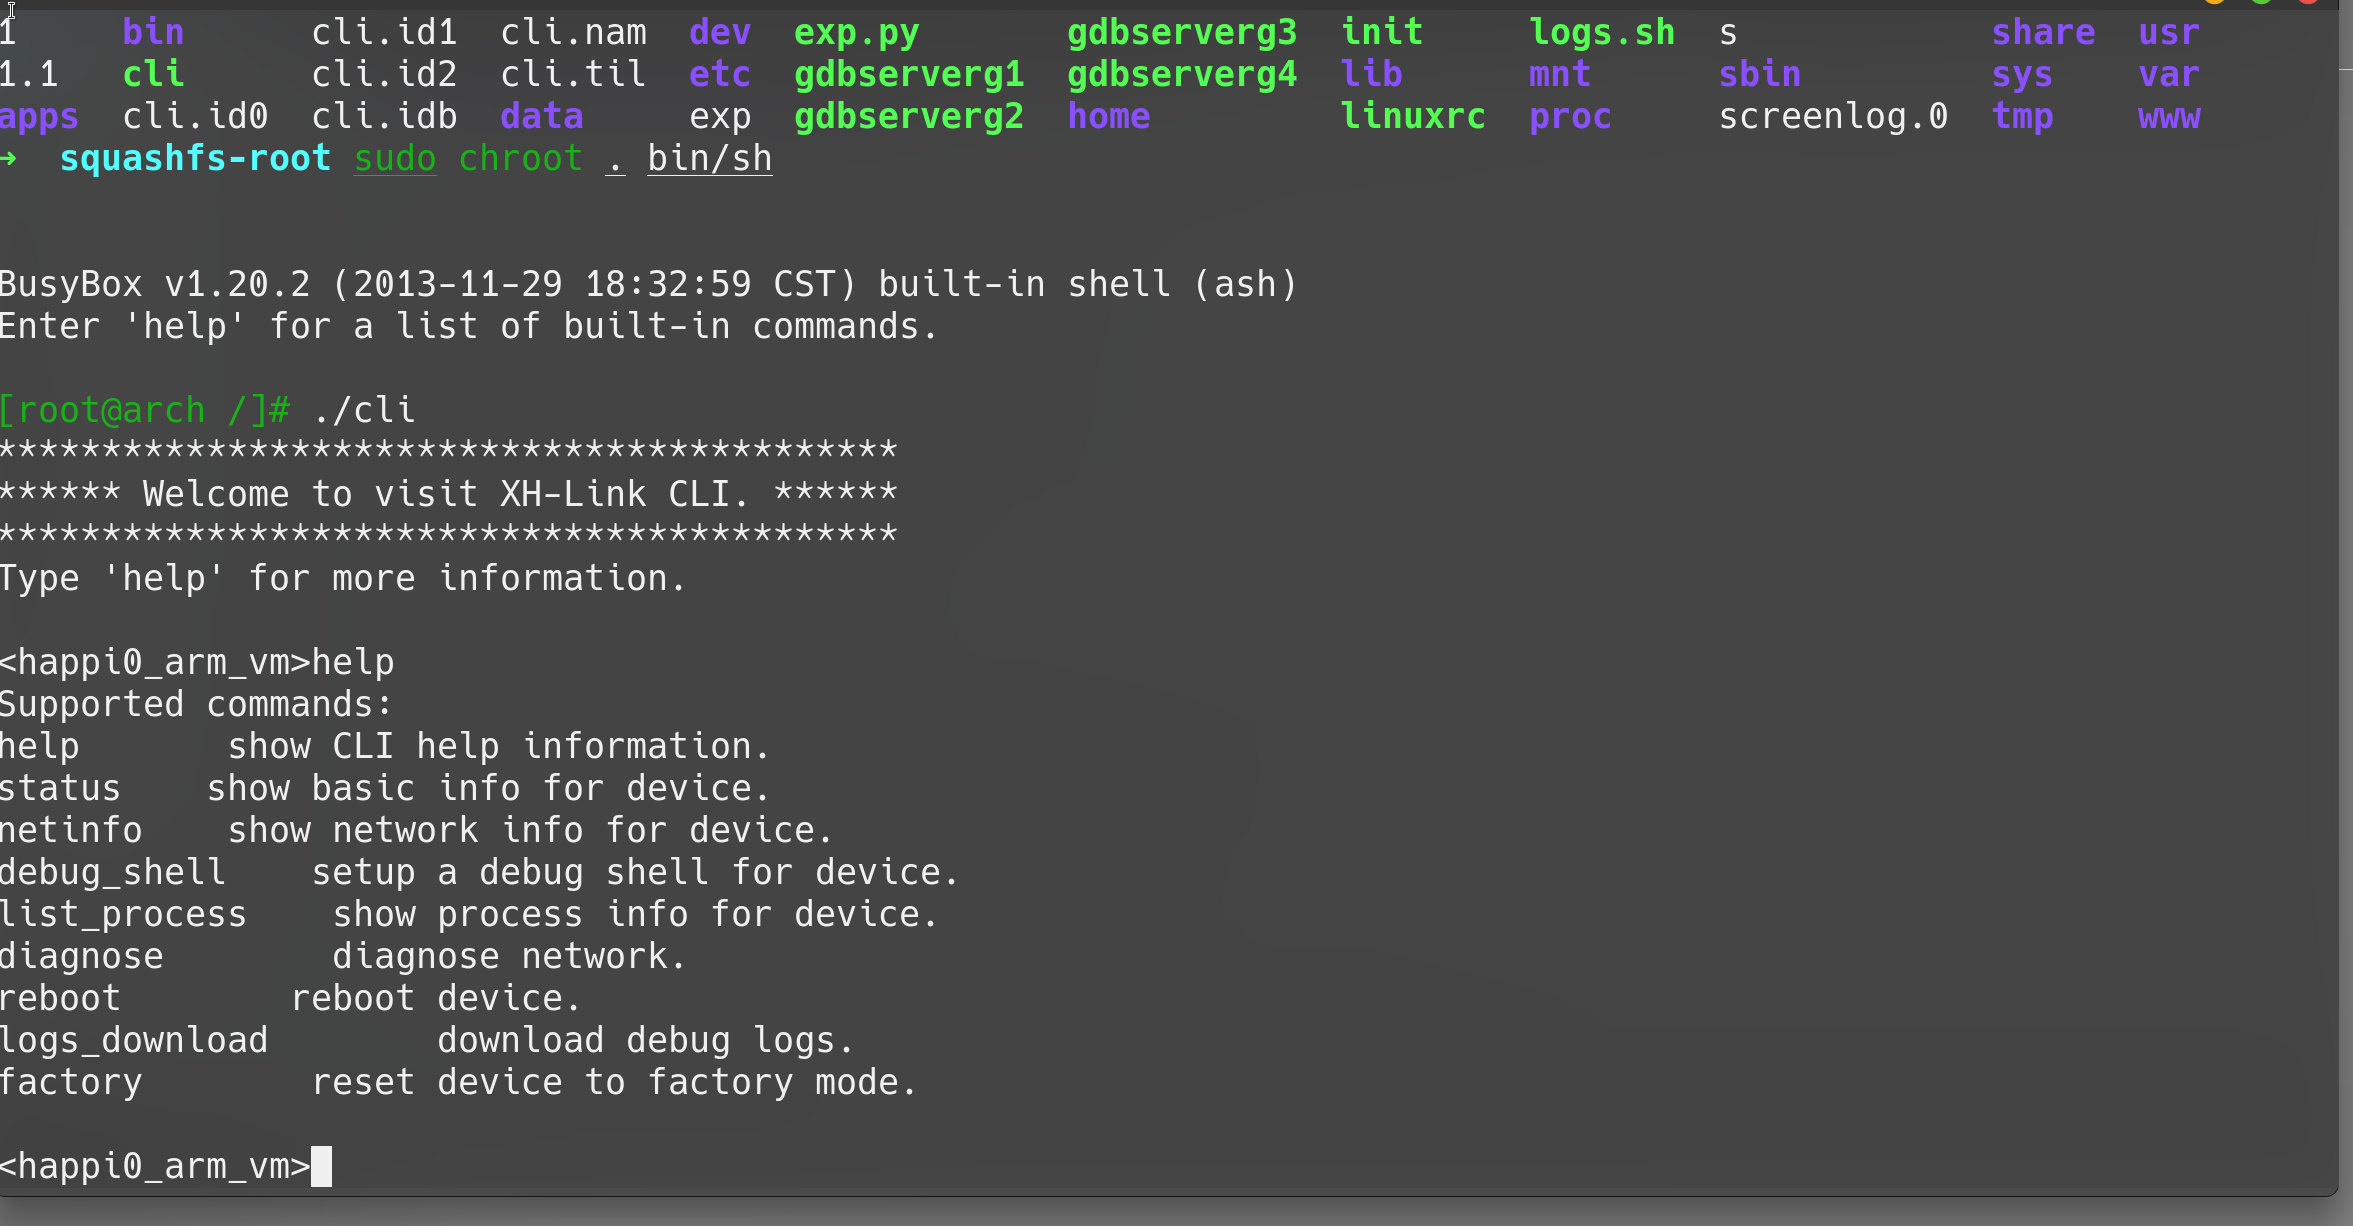 1     bin      cli.id1  cli.nam  dev  exp.py       gdbserverg3  init     logs.sh  s            share  usr
1.1   cli      cli.id2  cli.til  etc  gdbserverg1  gdbserverg4  lib      mnt      sbin         sys    var
apps  cli.id0  cli.idb  data     exp  gdbserverg2  home         linuxrc  proc     screenlog.0  tmp    www
➜  squashfs-root sudo chroot . bin/sh
BusyBox v1.20.2 (2013-11-29 18:32:59 CST) built-in shell (ash)
Enter 'help' for a list of built-in commands.
[root@arch /]# ./cli
*******************************************
****** Welcome to visit XH-Link CLI. ******
*******************************************
Type 'help' for more information.
<happi0_arm_vm>help
Supported commands:
help       show CLI help information.
status    show basic info for device.
netinfo    show network info for device.
debug_shell    setup a debug shell for device.
list_process    show process info for device.
diagnose        diagnose network.
reboot        reboot device.
logs_download        download debug logs.
factory        reset device to factory mode.
<happi0_arm_vm>